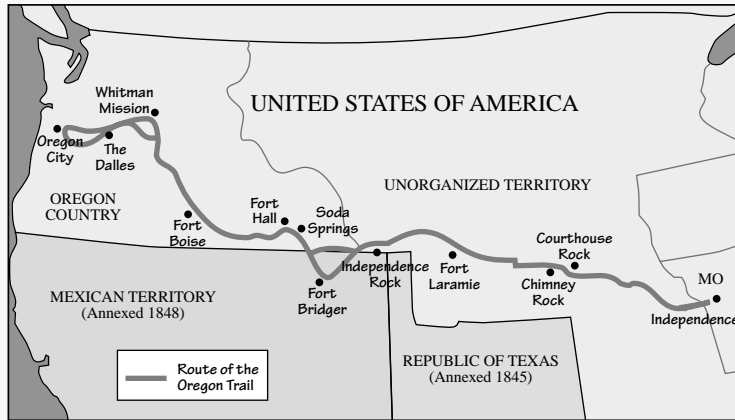 Whitman
Mission
UNITED STATES OF AMERICA
Oregon
City
The
Dalles
OREGON
COUNTRY
UNORGANIZED TERRITORY
Fort
Hall
Soda
Springs
Fort
Boise
Courthouse
Rock
Independence
Rock
Fort
Laramie
Chimney
Rock
MO
Independence
MEXICAN TERRITORY
(Annexed 1848)
Fort
Bridger
REPUBLIC OF TEXAS
(Annexed 1845)
Route of the
Oregon Trail